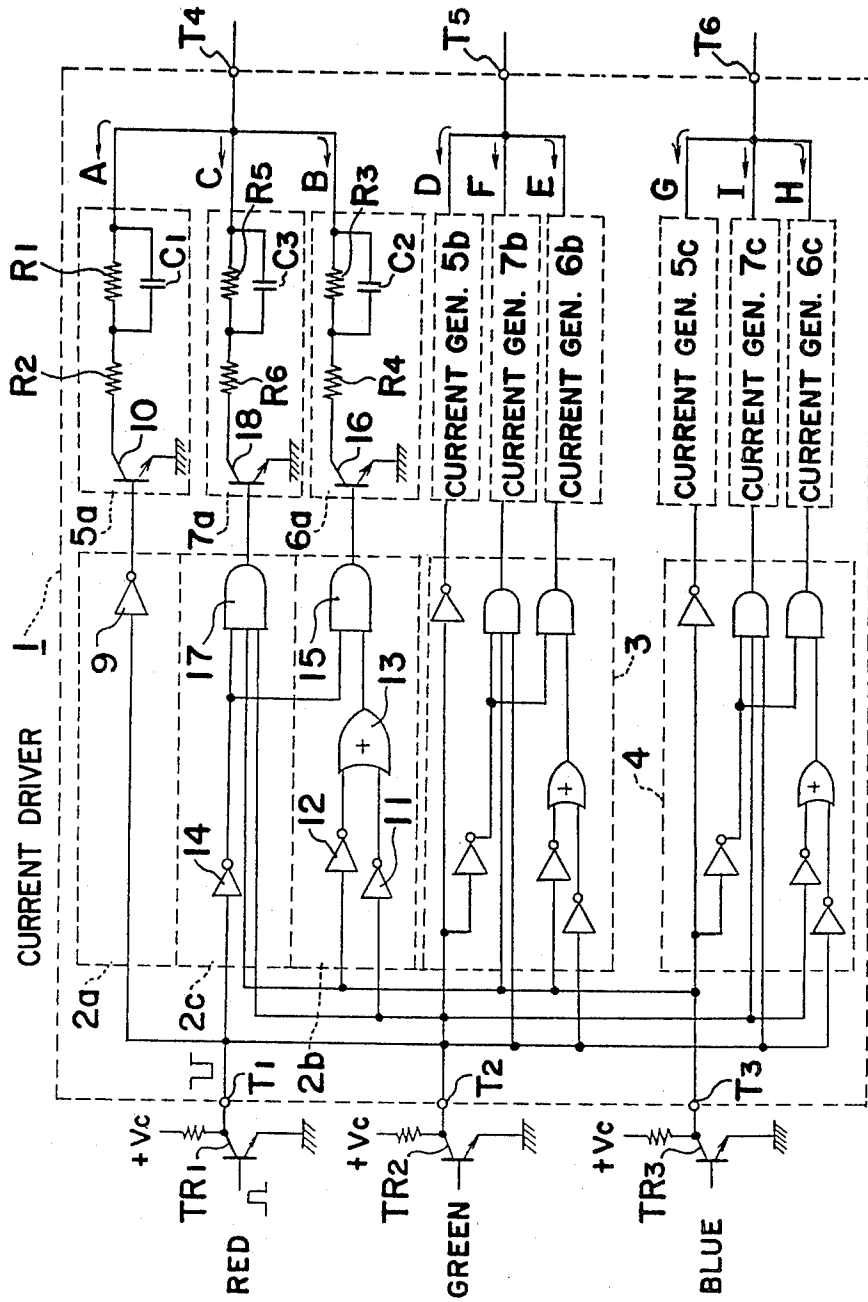 CURRENT DRIVER 1
2a
9
5a
10
R2
R1
C1
A
T4
2c
14
17
7a
18
R6
R5
C3
C
2b
12
11
13
15
6a
16
R4
R3
C2
B
+Vc
TR1
T1
RED
CURRENT GEN. 5b
D
CURRENT GEN. 7b
F
T5
CURRENT GEN. 6b
E
3
+Vc
TR2
T2
GREEN
4
CURRENT GEN. 5c
G
CURRENT GEN. 7c
I
T6
CURRENT GEN. 6c
H
+Vc
TR3
T3
BLUE
+
+
+